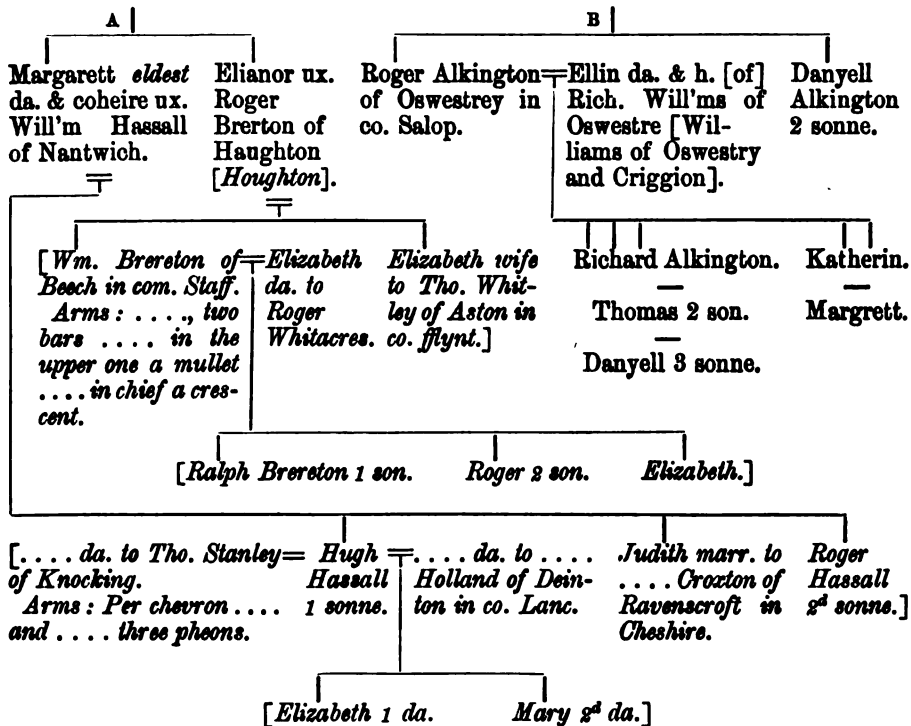 A
B
Margarett eldest
da. & coheire ux.
Will'm Hassall
of Nantwich.
Elianor ux.
Roger
Brerton of
Haughton
[Houghton].
Roger Alkington
of Oswestrey in
co. Salop.
Ellin da. & h. [of]
Rich. Will'ms of
Oswestre [Wil-
liams of Oswestry
and Criggion].
Danyell
Alkington
2 sonne.
[Wm. Brereton of
Beech in com. Staff.
Arms : . . . ., two
bars . . . . in the
upper one a mullet
. . . . in chief a cres-
cent.
Elizabeth
da. to
Roger
Whitacres.
Elizabeth wife
to Tho. Whit-
ley of Aston in
co. fflynt.]
Richard Alkington.
Thomas 2 son.
Danyell 3 sonne.
Katherin.
Margrett.
[Ralph Brereton 1 son.
Roger 2 son.
Elizabeth.]
[. . . . da. to Tho. Stanley
of Knocking.
Arms : Per chevron . . . .
and . . . . three pheons.
Hugh
Hassall
1 sonne.
. . . . da. to . . . .
Holland of Dein-
ton in co. Lanc.
Judith marr. to
. . . . Croxton of
Ravenscroft in
Cheshire.
Roger
Hassall
2d sonne.]
[Elizabeth 1 da.
Mary 2d da.]